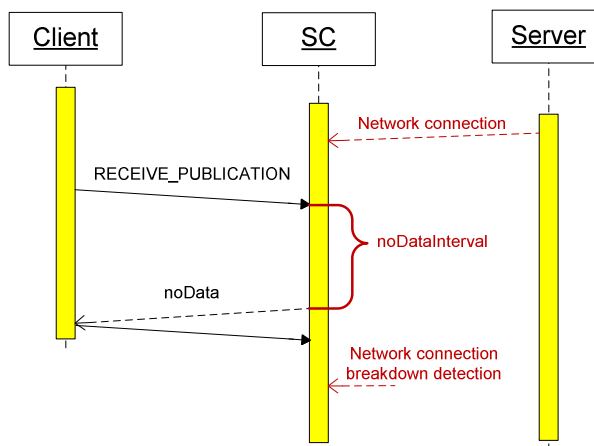 Client
SC
Server
Network connection
RECEIVE_PUBLICATION
noDataInterval
noData
Network connection
breakdown detection